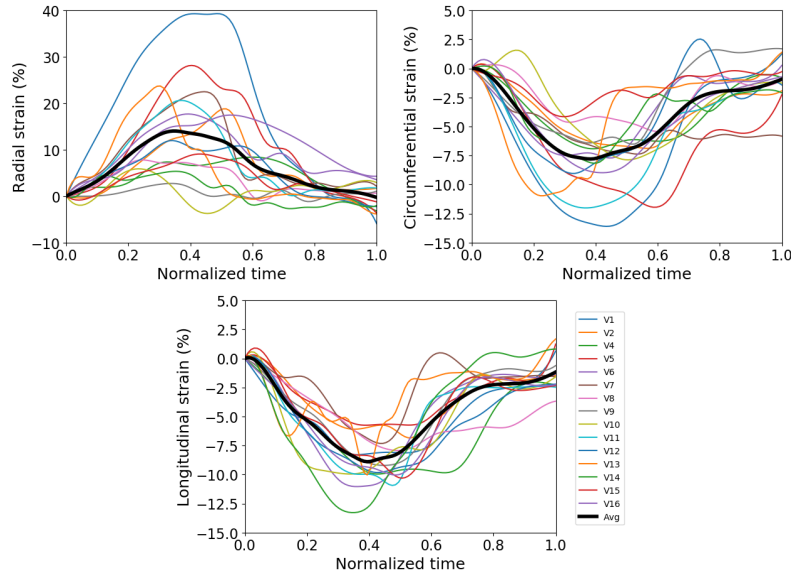 Radial strain (%)
40
30
20
10
0
−10
0.0 0.2 0.4 0.6 0.8 1.0
Normalized time
Circumferential strain (%)
5.0
2.5
0.0
−2.5
−5.0
−7.5
−10.0
−12.5
−15.0
0.0 0.2 0.4 0.6 0.8 1.0
Normalized time
Longitudinal strain (%)
5.0
2.5
0.0
−2.5
−5.0
−7.5
−10.0
−12.5
−15.0
0.0 0.2 0.4 0.6 0.8 1.0
Normalized time
V1
V2
V4
V5
V6
V7
V8
V9
V10
V11
V12
V13
V14
V15
V16
Avg